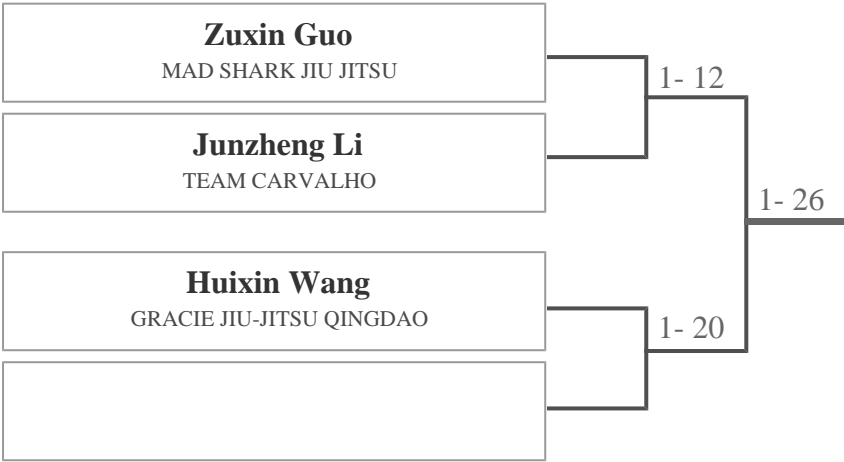 Zuxin Guo
MAD SHARK JIU JITSU
1- 12
Junzheng Li
TEAM CARVALHO
1- 26
Huixin Wang
GRACIE JIU-JITSU QINGDAO
1- 20